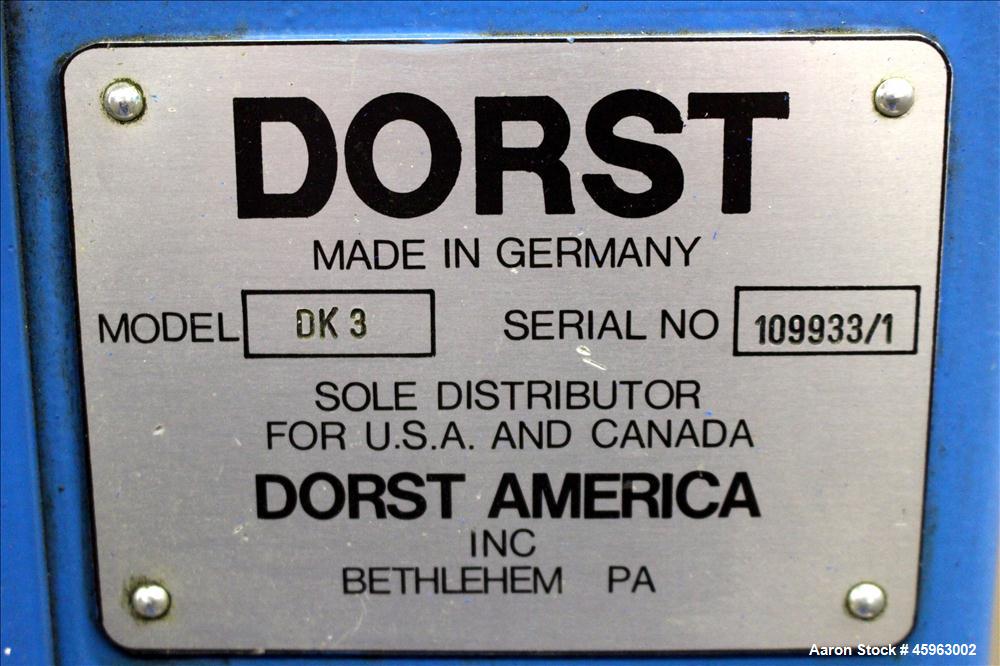 DORST
MADE IN GERMANY
MODEL DK 3 SERIAL NO 109933/1
SOLE DISTRIBUTOR
FOR U.S.A. AND CANADA
DORST AMERICA
INC
BETHLEHEM PA
Aaron Stock # 45963002